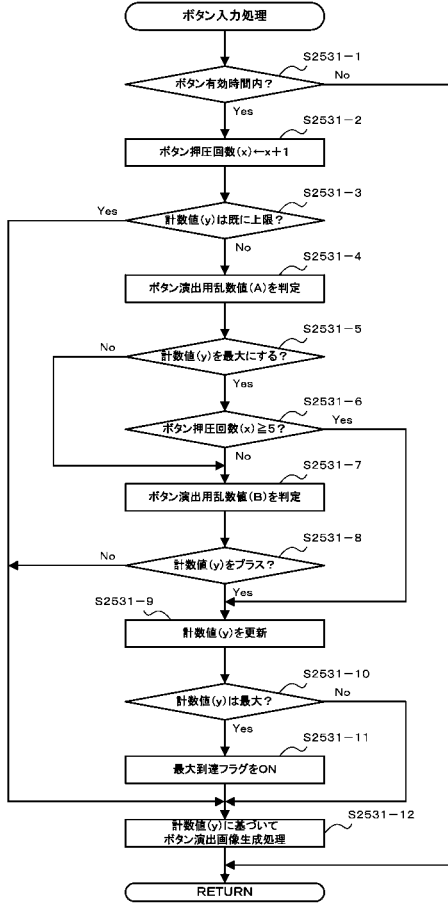 ボタン入力処理
S2531-1
ボタン有効時間内?
No
Yes
S2531-2
ボタン押圧回数(x)←x+1
S2531-3
Yes
計数値(y)は既に上限?
No
S2531-4
ボタン演出用乱数値(A)を判定
S2531-5
No
計数値(y)を最大にする?
Yes
S2531-6
ボタン押圧回数(x)≧5?
Yes
No
S2531-7
ボタン演出用乱数値(B)を判定
S2531-8
No
計数値(y)をプラス?
Yes
S2531-9
計数値(y)を更新
S2531-10
計数値(y)は最大?
No
Yes
S2531-11
最大到達フラグをON
S2531-12
計数値(y)に基づいて
ボタン演出画像生成処理
RETURN